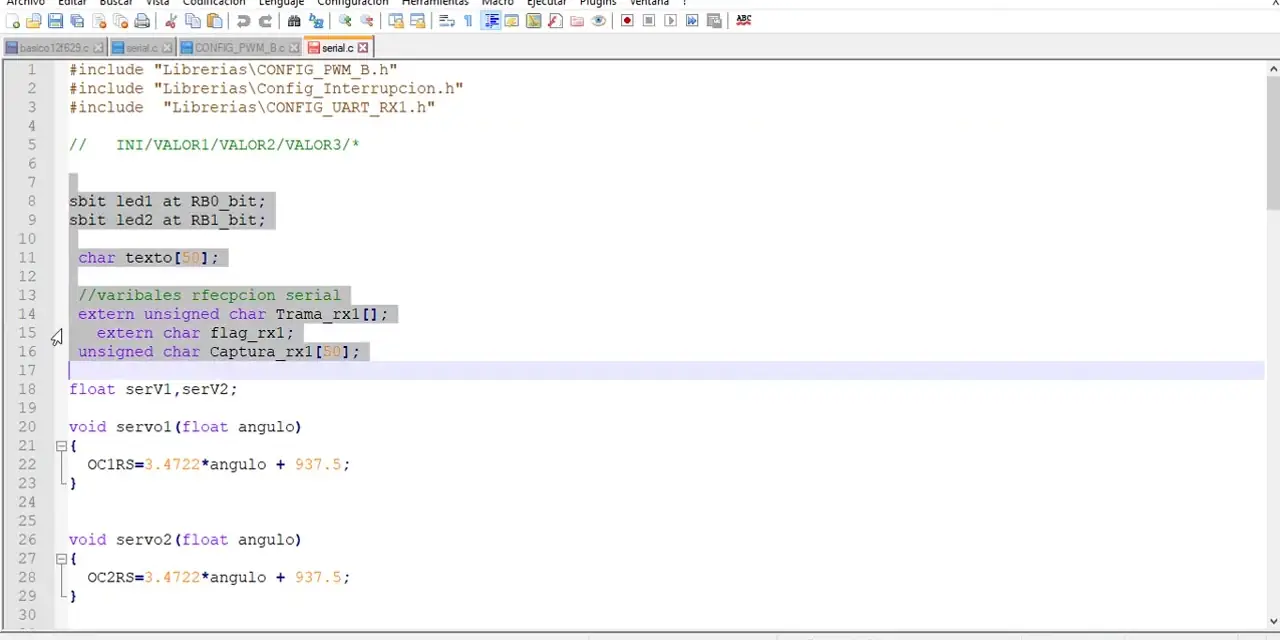 Archivo Editar Buscar Vista Codificación Lenguaje Configuración Herramientas Macro Ejecutar Plugins Ventana ?
basico12f629.c serial.c CONFIG_PWM_B.c serial.c
1 #include "Librerias\CONFIG_PWM_B.h"
2 #include "Librerias\Config_Interrupcion.h"
3 #include  "Librerias\CONFIG_UART_RX1.h"
4
5 //   INI/VALOR1/VALOR2/VALOR3/*
6
7
8 sbit led1 at RB0_bit;
9 sbit led2 at RB1_bit;
10
11 char texto[50];
12
13 //varibales rfecpcion serial
14 extern unsigned char Trama_rx1[];
15 extern char flag_rx1;
16 unsigned char Captura_rx1[50];
17
18 float serV1,serV2;
19
20 void servo1(float angulo)
21 {
22 OC1RS=3.4722*angulo + 937.5;
23 }
24
25
26 void servo2(float angulo)
27 {
28 OC2RS=3.4722*angulo + 937.5;
29 }
30